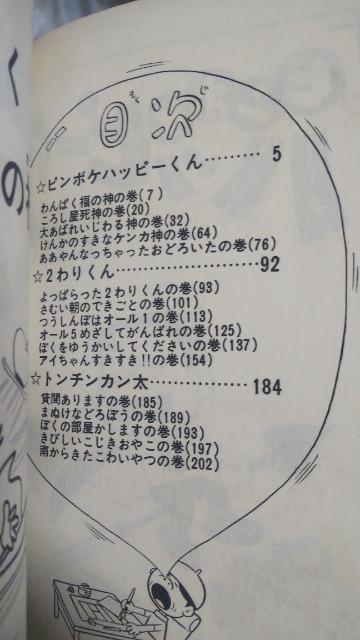 もく じ
目次
☆ピンボケハッピーくん……… 5
わんぱく福の神の巻(7)
ころし屋死神の巻(20)
大あばれいじわる神の巻(32)
けんかのすきなケンカ神の巻(64)
ああやんなっちゃったおどろいたの巻(76)
☆2わりくん……………………92
よっぱらった2わりくんの巻(93)
さむい朝のできごとの巻(101)
つうしんぼはオール1の巻(113)
オール5めざしてがんばれの巻(125)
ぼくをゆうかいしてくださいの巻(137)
アイちゃんすきすき!!の巻(154)
☆トンチンカン太……………184
貸間ありますの巻(185)
まぬけなどろぼうの巻(189)
ぼくの部屋かしますの巻(193)
きびしいこじきおやこの巻(197)
南からきたこわいやつの巻(202)
くの